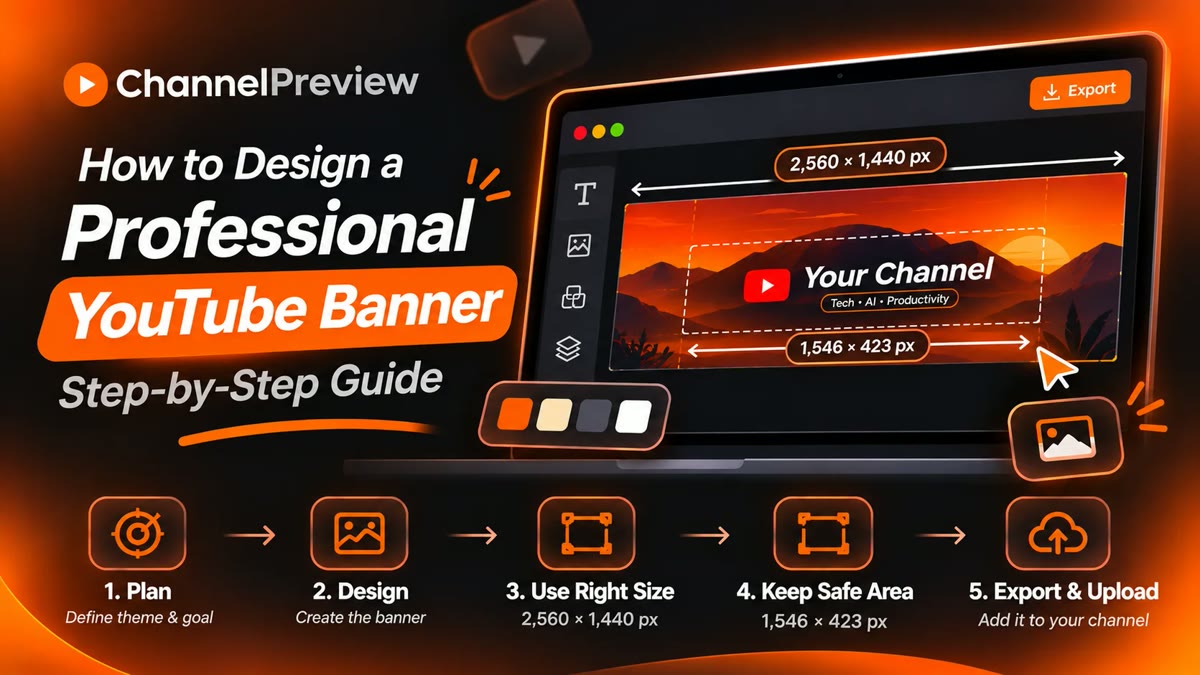 ChannelPreview
How to Design a
Professional
YouTube Banner
Step-by-Step Guide
Export
2,560 × 1,440 px
T
Your Channel
Tech • AI • Productivity
1,546 × 423 px
1. Plan
Define theme & goal
2. Design
Create the banner
3. Use Right Size
2,560 × 1,440 px
4. Keep Safe Area
1,546 × 423 px
5. Export & Upload
Add it to your channel